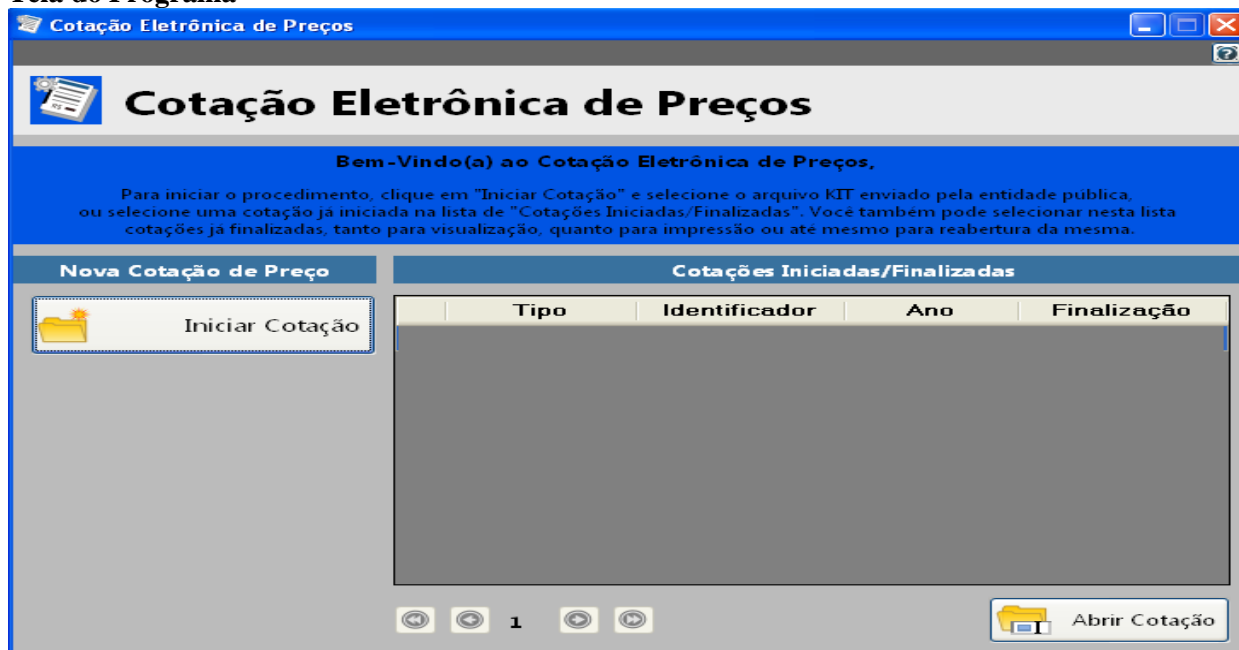 Tela do Programa
Cotação Eletrônica de Preços
Cotação Eletrônica de Preços
Bem-Vindo(a) ao Cotação Eletrônica de Preços,
Para iniciar o procedimento, clique em "Iniciar Cotação" e selecione o arquivo KIT enviado pela entidade pública,
ou selecione uma cotação já iniciada na lista de "Cotações Iniciadas/Finalizadas". Você também pode selecionar nesta lista
cotações já finalizadas, tanto para visualização, quanto para impressão ou até mesmo para reabertura da mesma.
Nova Cotação de Preço
Cotações Iniciadas/Finalizadas
Iniciar Cotação
Tipo Identificador Ano Finalização
1
Abrir Cotação